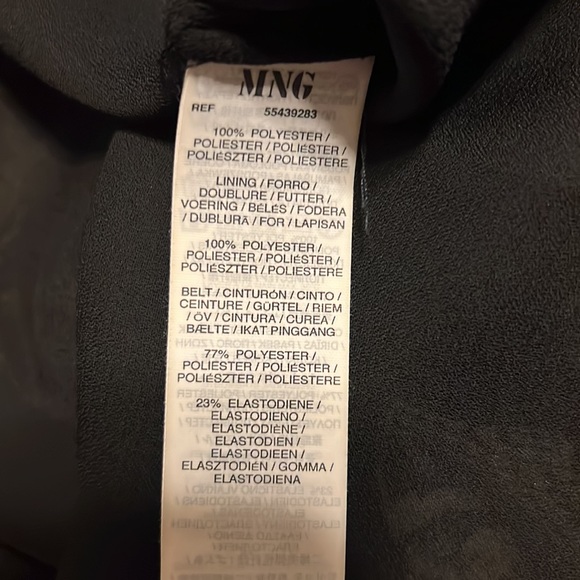 MNG
REF 55439283
100% POLYESTER /
POLIESTER / POLIÉSTER /
POLIÉSZTER / POLIESTERE
LINING / FORRO /
DOUBLURE / FUTTER /
VOERING / BÉLÉS / FODERA
/ DUBLURĂ / FOR / LAPISAN
100% POLYESTER /
POLIESTER / POLIÉSTER /
POLIÉSZTER / POLIESTERE
BELT / CINTURÓN / CINTO /
CEINTURE / GÜRTEL / RIEM
/ ÖV / CINTURA / CUREA /
BÆLTE / IKAT PINGGANG
77% POLYESTER /
POLIESTER / POLIÉSTER /
POLIÉSZTER / POLIESTERE
23% ELASTODIENE /
ELASTODIENO /
ELASTODIÈNE /
ELASTODIEN /
ELASTODIEEN /
ELASZTODIÉN / GOMMA /
ELASTODIENA